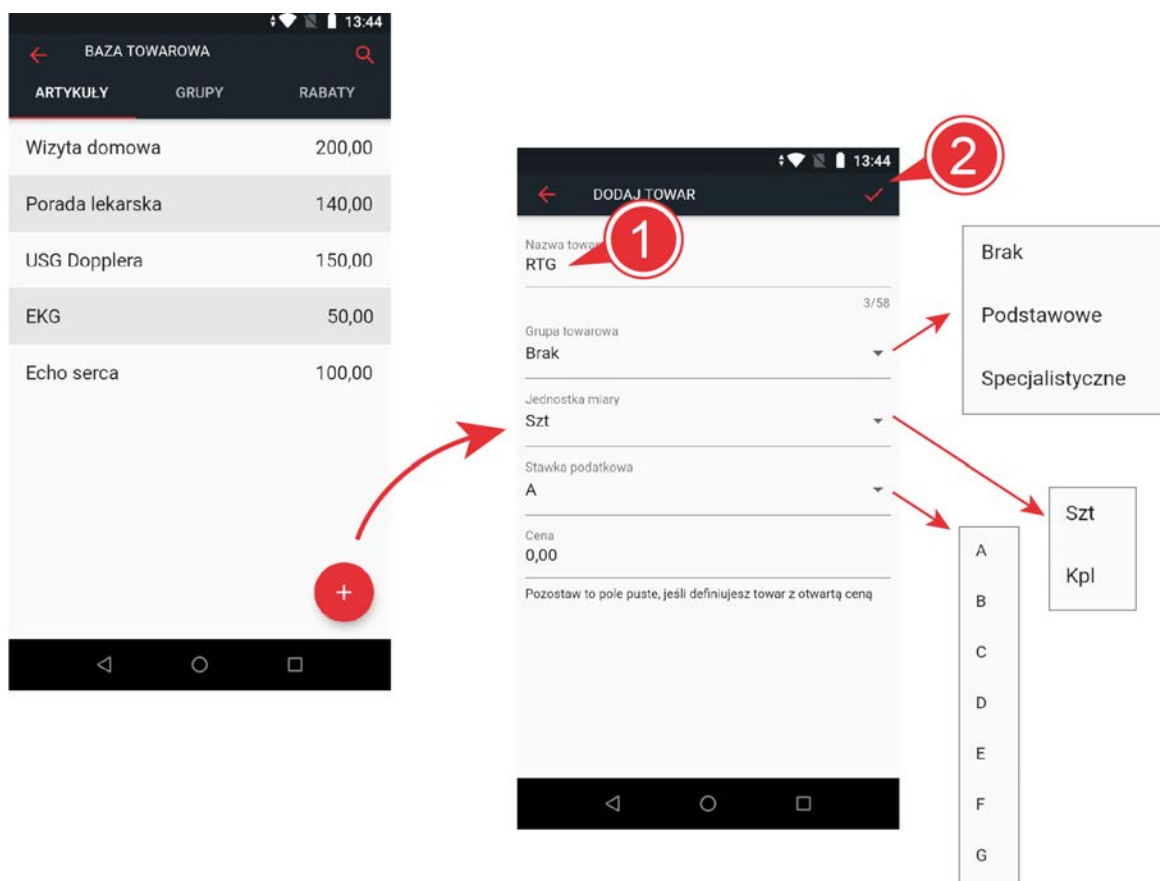 13:44
BAZA TOWAROWA
ARTYKUŁY GRUPY RABATY
Wizyta domowa 200,00
Porada lekarska 140,00
USG Dopplera 150,00
EKG 50,00
Echo serca 100,00
+
13:44
2
DODAJ TOWAR
1
Nazwa
RTG
3/58
Grupa towarowa
Brak
Jednostka miary
Szt
Stawka podatkowa
A
Cena
0,00
Pozostaw to pole puste, jeśli definiujesz towar z otwartą ceną
Brak
Podstawowe
Specjalistyczne
Szt
Kpl
A
B
C
D
E
F
G